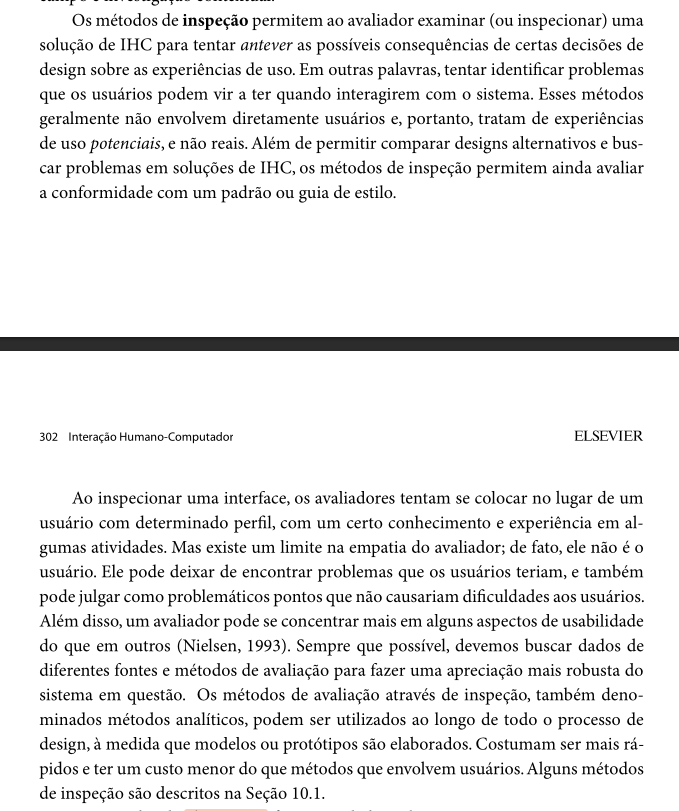 Os métodos de inspeção permitem ao avaliador examinar (ou inspecionar) uma
solução de IHC para tentar antever as possíveis consequências de certas decisões de
design sobre as experiências de uso. Em outras palavras, tentar identificar problemas
que os usuários podem vir a ter quando interagirem com o sistema. Esses métodos
geralmente não envolvem diretamente usuários e, portanto, tratam de experiências
de uso potenciais, e não reais. Além de permitir comparar designs alternativos e bus-
car problemas em soluções de IHC, os métodos de inspeção permitem ainda avaliar
a conformidade com um padrão ou guia de estilo.
302 Interação Humano-Computador ELSEVIER
Ao inspecionar uma interface, os avaliadores tentam se colocar no lugar de um
usuário com determinado perfil, com um certo conhecimento e experiência em al-
gumas atividades. Mas existe um limite na empatia do avaliador; de fato, ele não é o
usuário. Ele pode deixar de encontrar problemas que os usuários teriam, e também
pode julgar como problemáticos pontos que não causariam dificuldades aos usuários.
Além disso, um avaliador pode se concentrar mais em alguns aspectos de usabilidade
do que em outros (Nielsen, 1993). Sempre que possível, devemos buscar dados de
diferentes fontes e métodos de avaliação para fazer uma apreciação mais robusta do
sistema em questão. Os métodos de avaliação através de inspeção, também deno-
minados métodos analíticos, podem ser utilizados ao longo de todo o processo de
design, à medida que modelos ou protótipos são elaborados. Costumam ser mais rá-
pidos e ter um custo menor do que métodos que envolvem usuários. Alguns métodos
de inspeção são descritos na Seção 10.1.